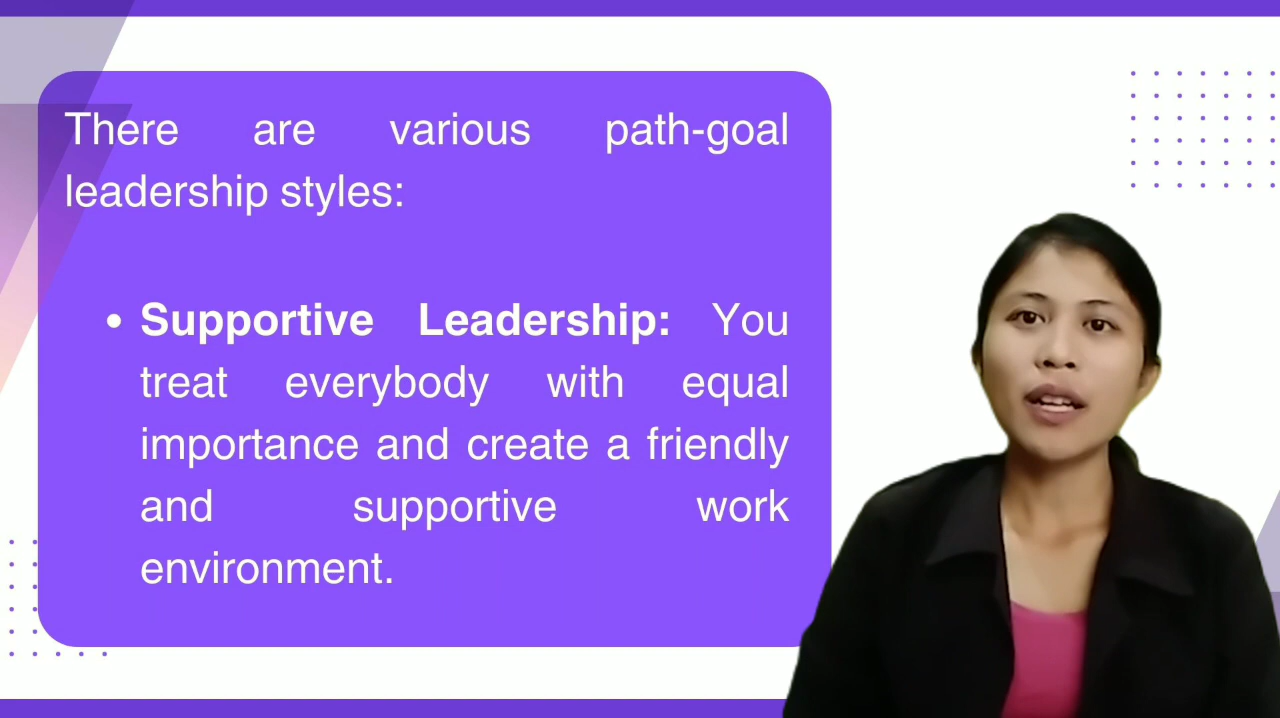 There are various path-goal
leadership styles:
• Supportive Leadership: You
treat everybody with equal
importance and create a friendly
and supportive work
environment.